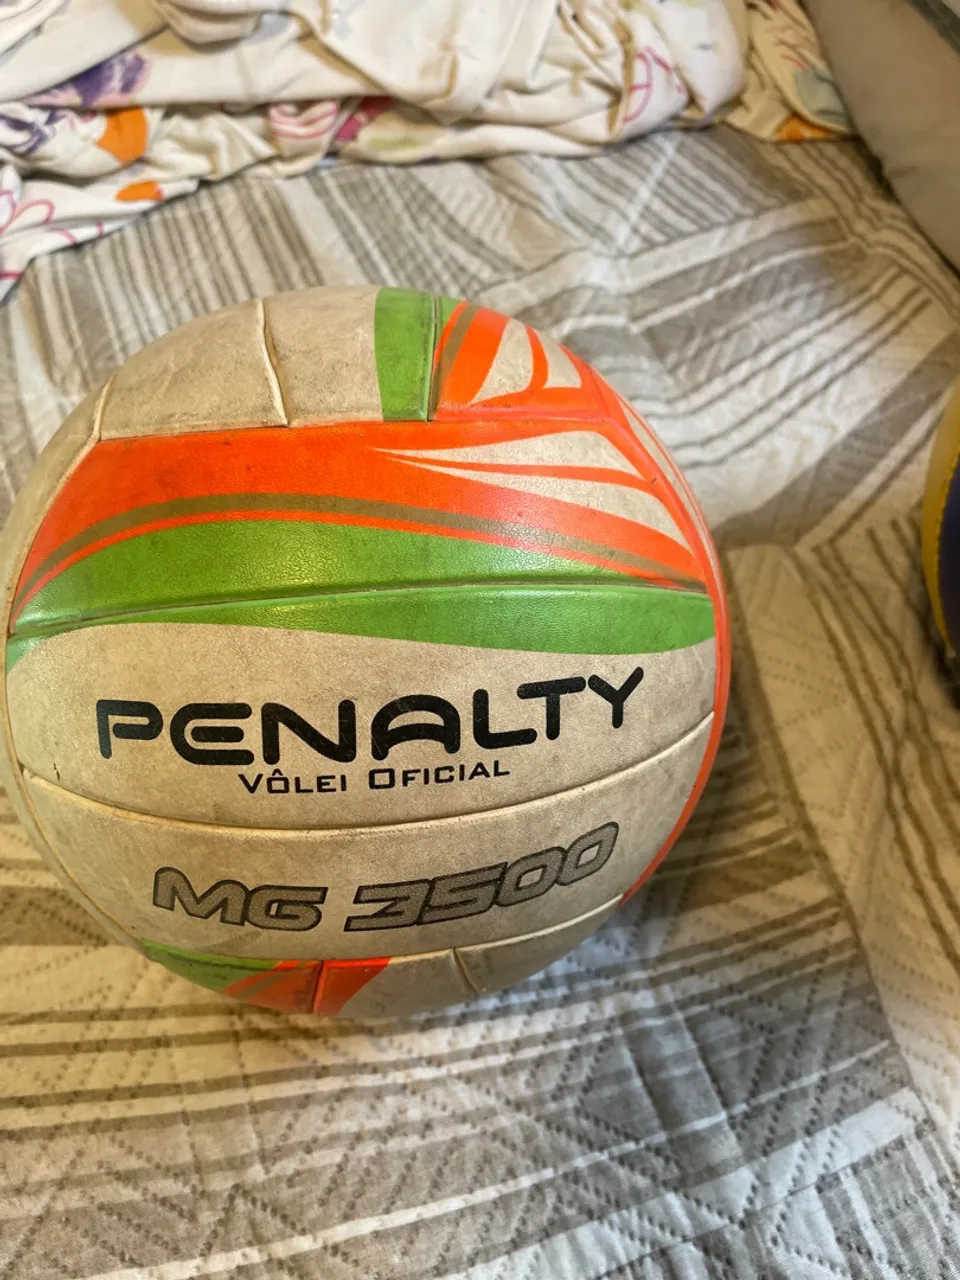 PENALTY
VÔLEI OFICIAL
MG 3500